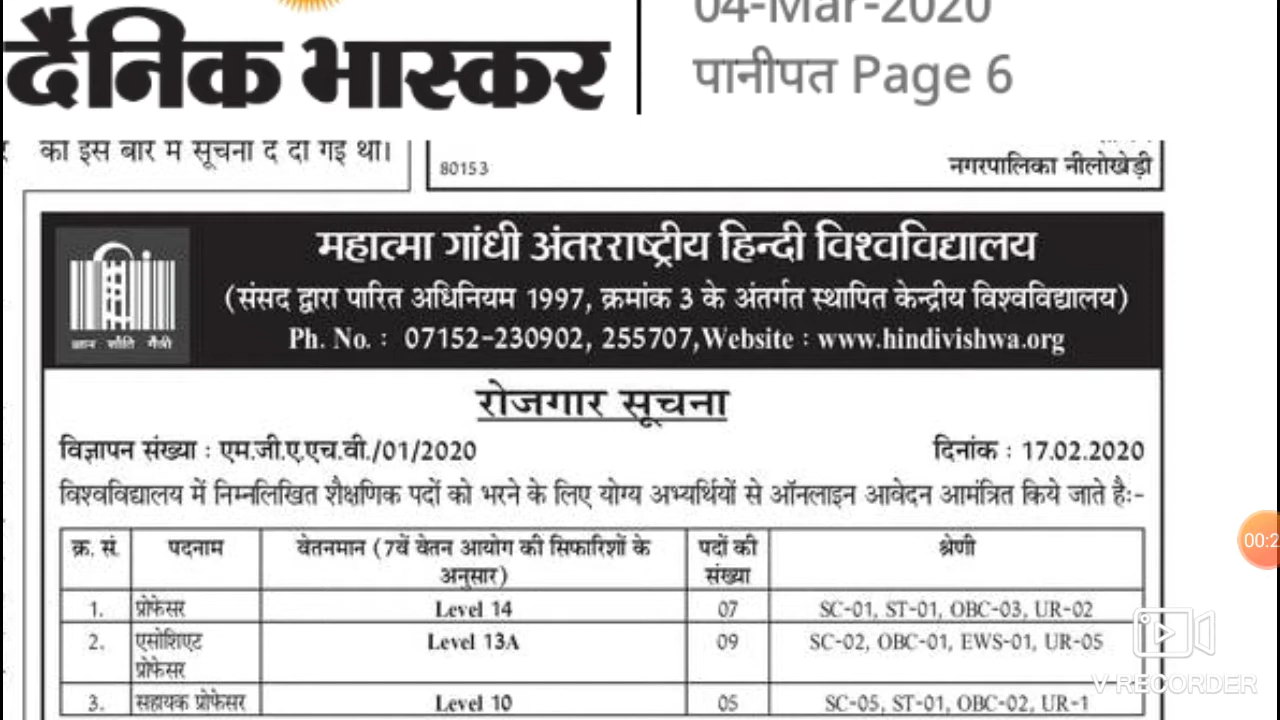 04-Mar-2020
दैनिक भास्कर
पानीपत Page 6
को इस बारे में सूचना दे दी गई थी।
80153
नगरपालिका नीलोखेड़ी
महात्मा गांधी अंतरराष्ट्रीय हिन्दी विश्वविद्यालय
(संसद द्वारा पारित अधिनियम 1997, क्रमांक 3 के अंतर्गत स्थापित केन्द्रीय विश्वविद्यालय)
ज्ञान शांति मैत्री
Ph. No. : 07152-230902, 255707,Website : www.hindivishwa.org
रोजगार सूचना
विज्ञापन संख्या : एम.जी.ए.एच.वी./01/2020 दिनांक : 17.02.2020
विश्वविद्यालय में निम्नलिखित शैक्षणिक पदों को भरने के लिए योग्य अभ्यर्थियों से ऑनलाइन आवेदन आमंत्रित किये जाते है:-
क्र. सं. पदनाम वेतनमान (7वें वेतन आयोग की सिफारिशों के पदों की श्रेणी
अनुसार) संख्या
00:2
1. प्रोफेसर Level 14 07 SC-01, ST-01, OBC-03, UR-02
2. एसोशिएट Level 13A 09 SC-02, OBC-01, EWS-01, UR-05
प्रोफेसर
V RECORDER
3. सहायक प्रोफेसर Level 10 05 SC-05, ST-01, OBC-02, UR-1